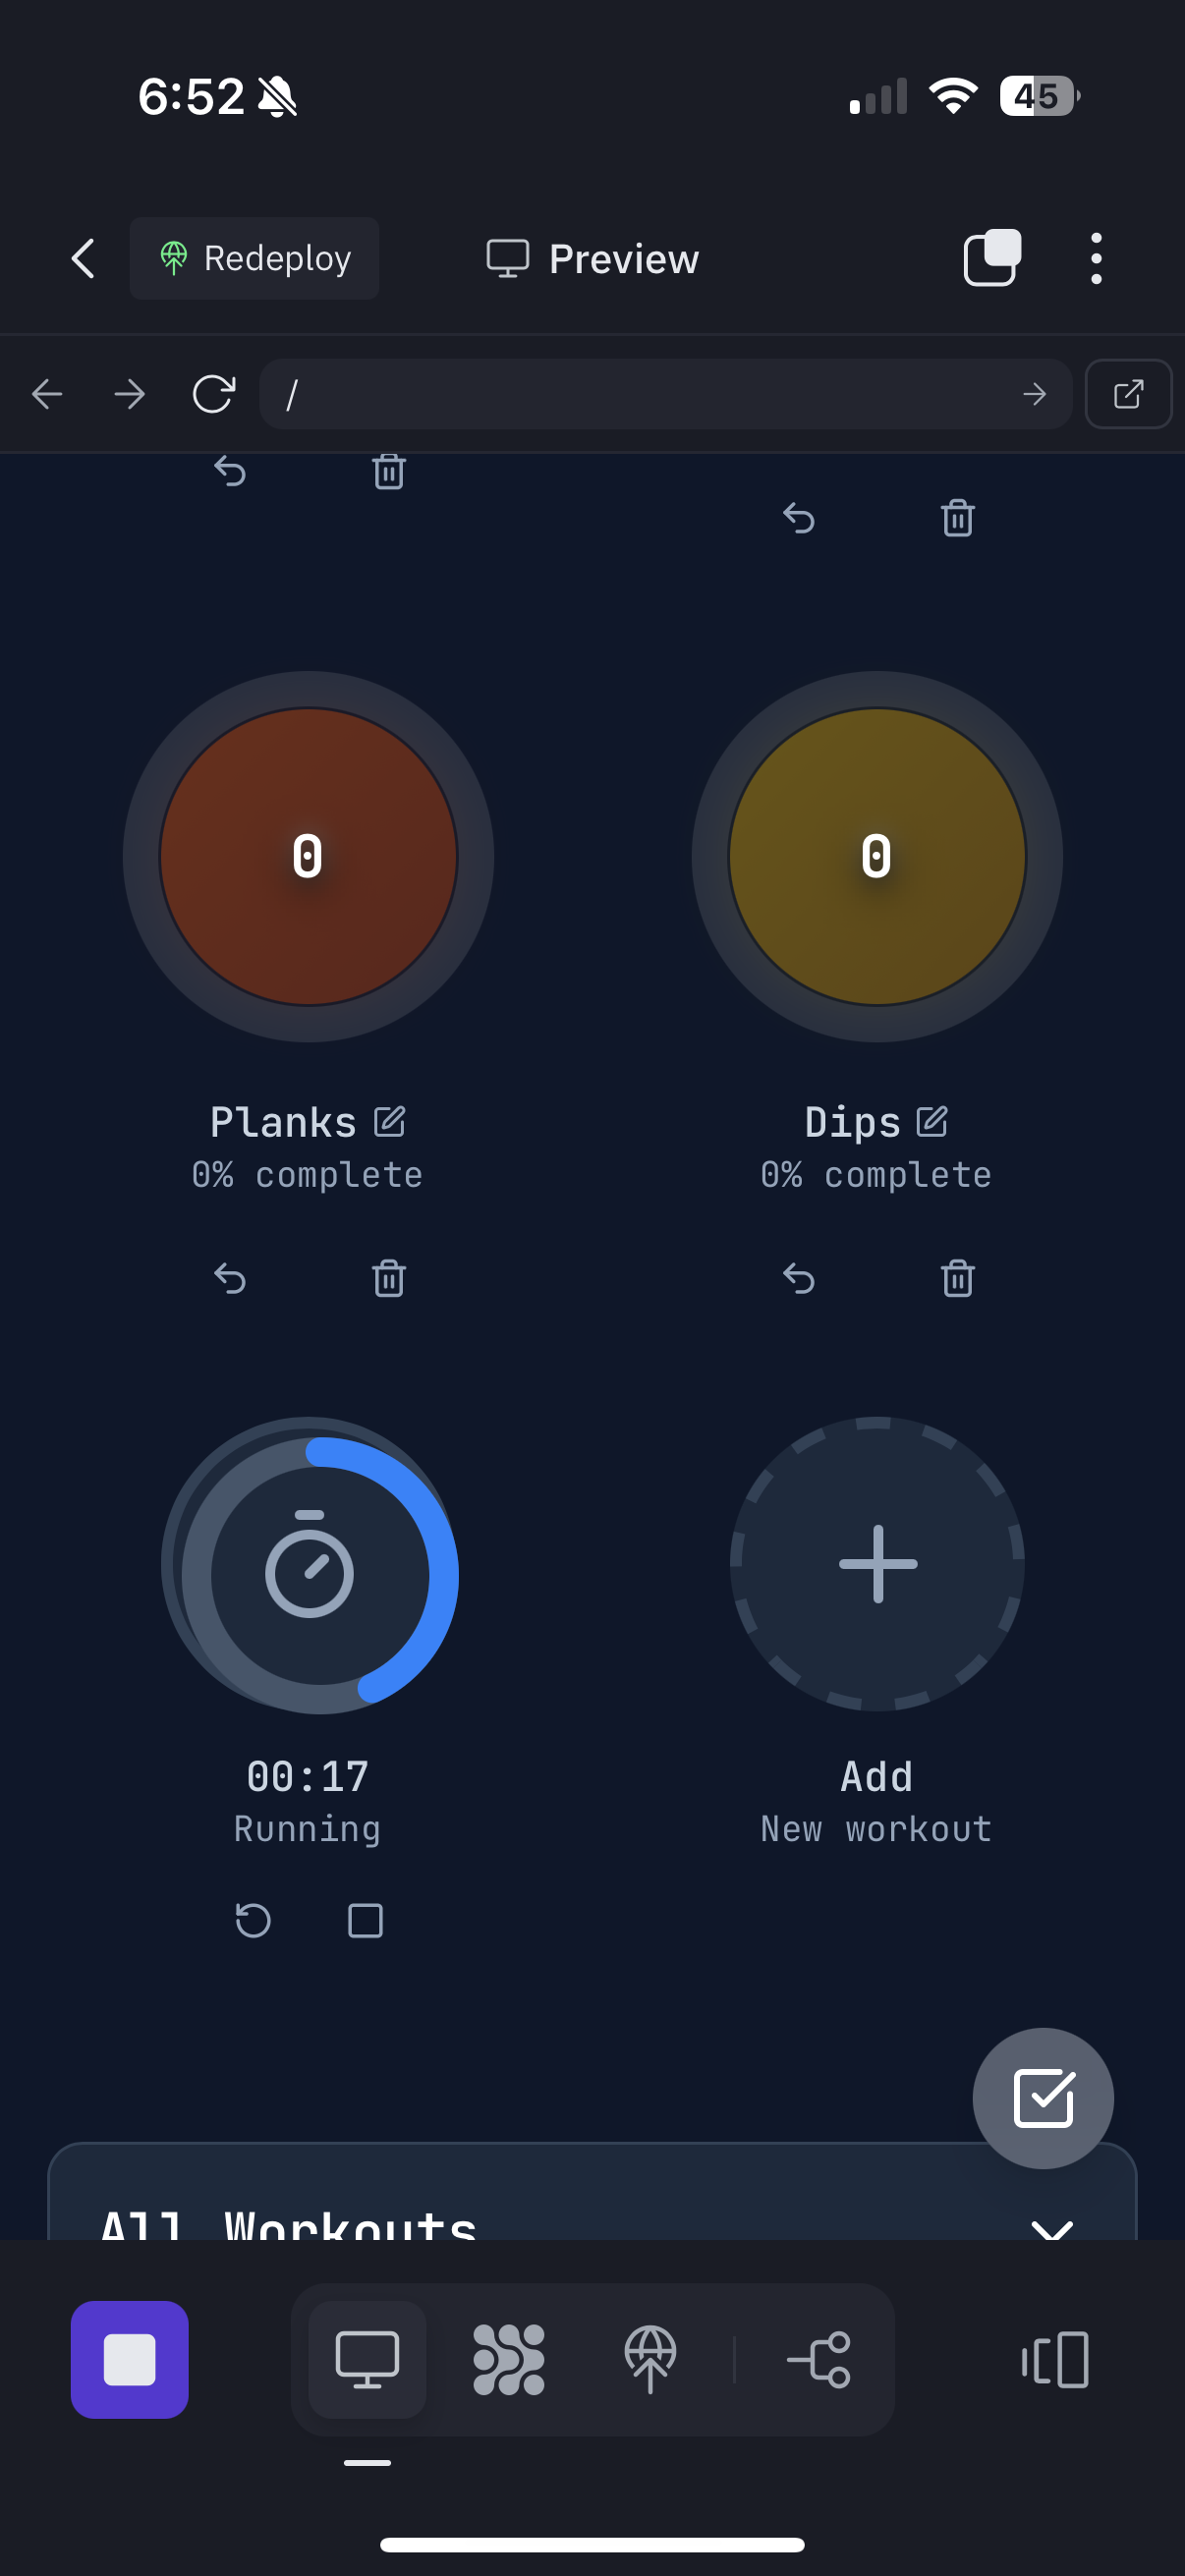 6:52
45
Redeploy
Preview
/
0
0
Planks
Dips
0% complete
0% complete
00:17
Add
Running
New workout
All Workouts